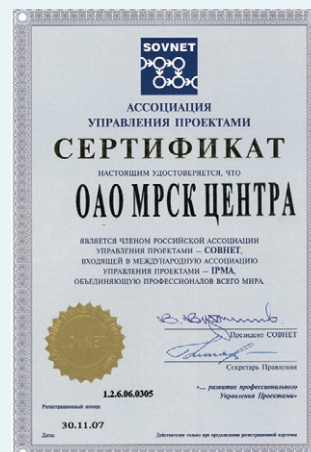 SOVNET
АССОЦИАЦИЯ
УПРАВЛЕНИЯ ПРОЕКТАМИ
СЕРТИФИКАТ
НАСТОЯЩИМ УДОСТОВЕРЯЕТСЯ, ЧТО
ОАО МРСК ЦЕНТРА
ЯВЛЯЕТСЯ ЧЛЕНОМ РОССИЙСКОЙ АССОЦИАЦИИ
УПРАВЛЕНИЯ ПРОЕКТАМИ – СОВНЕТ,
ВХОДЯЩЕЙ В МЕЖДУНАРОДНУЮ АССОЦИАЦИЮ
УПРАВЛЕНИЯ ПРОЕКТАМИ – IPMA,
ОБЪЕДИНЯЮЩУЮ ПРОФЕССИОНАЛОВ ВСЕГО МИРА.
Президент СОВНЕТ
Секретарь Правления
1.2.6.06.0305
«... развитие профессионального
Управления Проектами»
Регистрационный номер:
30.11.07
Дата:
Действителен только при предъявлении регистрационной карточки